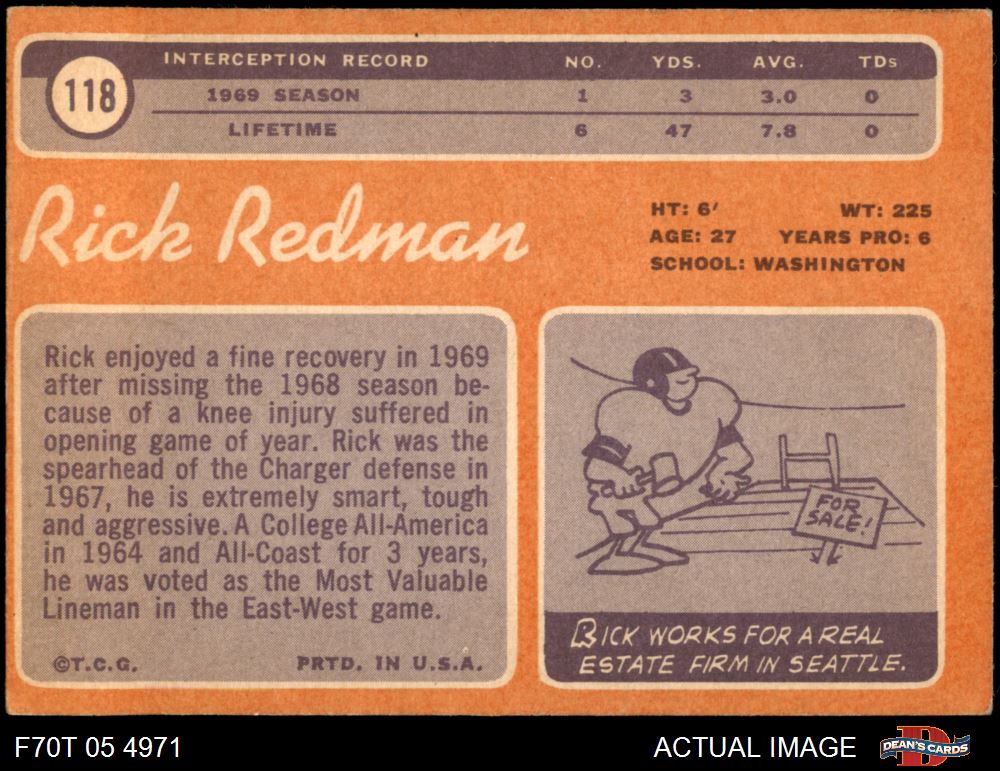 118
INTERCEPTION RECORD NO. YDS. AVG. TDs
1969 SEASON 1 3 3.0 0
LIFETIME 6 47 7.8 0
Rick Redman
HT: 6' WT: 225
AGE: 27 YEARS PRO: 6
SCHOOL: WASHINGTON
Rick enjoyed a fine recovery in 1969
after missing the 1968 season be-
cause of a knee injury suffered in
opening game of year. Rick was the
spearhead of the Charger defense in
1967, he is extremely smart, tough
and aggressive. A College All-America
in 1964 and All-Coast for 3 years,
he was voted as the Most Valuable
Lineman in the East-West game.
©T.C.G. PRTD. IN U.S.A.
FOR
SALE!
RICK WORKS FOR A REAL
ESTATE FIRM IN SEATTLE.
F70T 05 4971 ACTUAL IMAGE DEAN'S CARDS